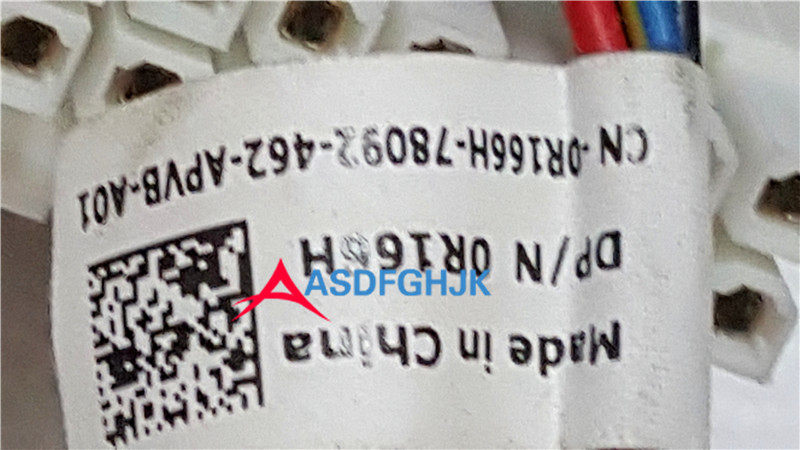 Made in China
DP/N 0R166H
CN-0R166H-78092-462-APVB-A01
ASDFGHJK